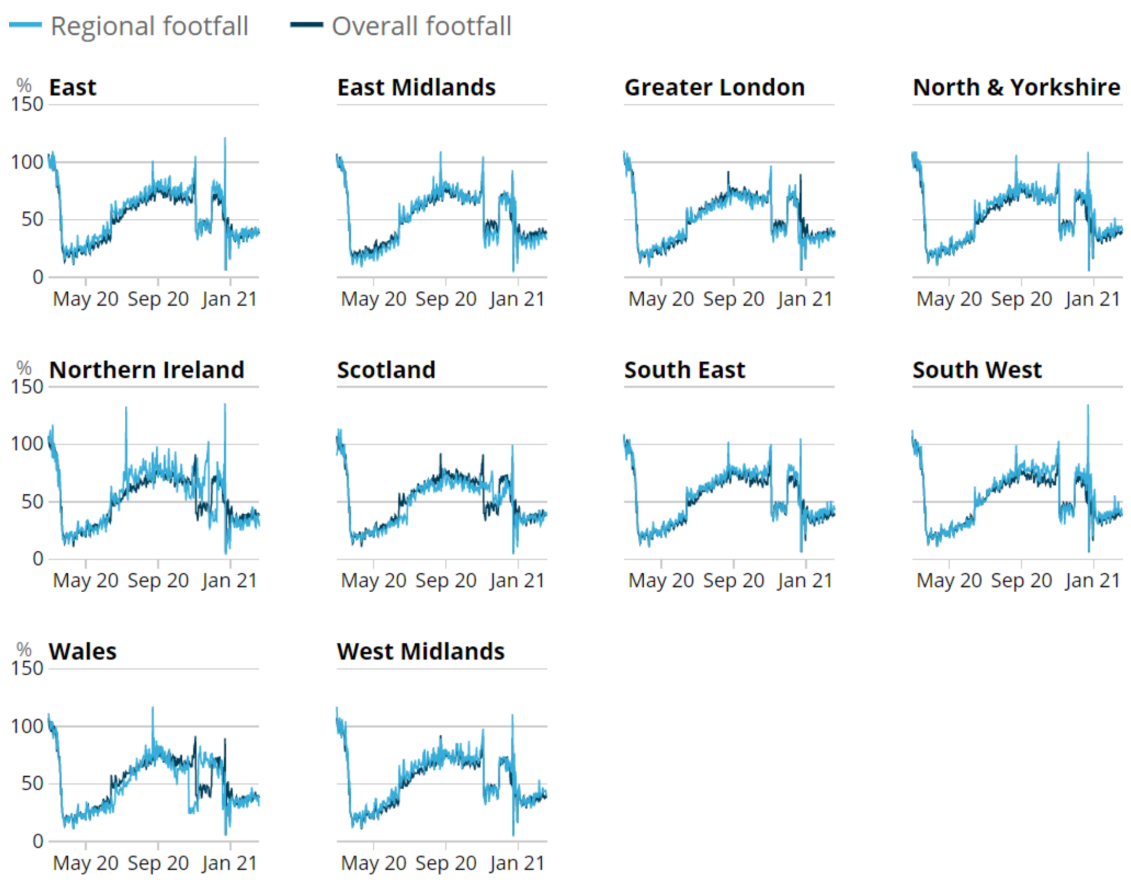 Regional footfall Overall footfall
% East East Midlands Greater London North & Yorkshire
150
100
50
0
May 20 Sep 20 Jan 21 May 20 Sep 20 Jan 21 May 20 Sep 20 Jan 21 May 20 Sep 20 Jan 21
% Northern Ireland Scotland South East South West
150
100
50
0
May 20 Sep 20 Jan 21 May 20 Sep 20 Jan 21 May 20 Sep 20 Jan 21 May 20 Sep 20 Jan 21
% Wales West Midlands
150
100
50
0
May 20 Sep 20 Jan 21 May 20 Sep 20 Jan 21